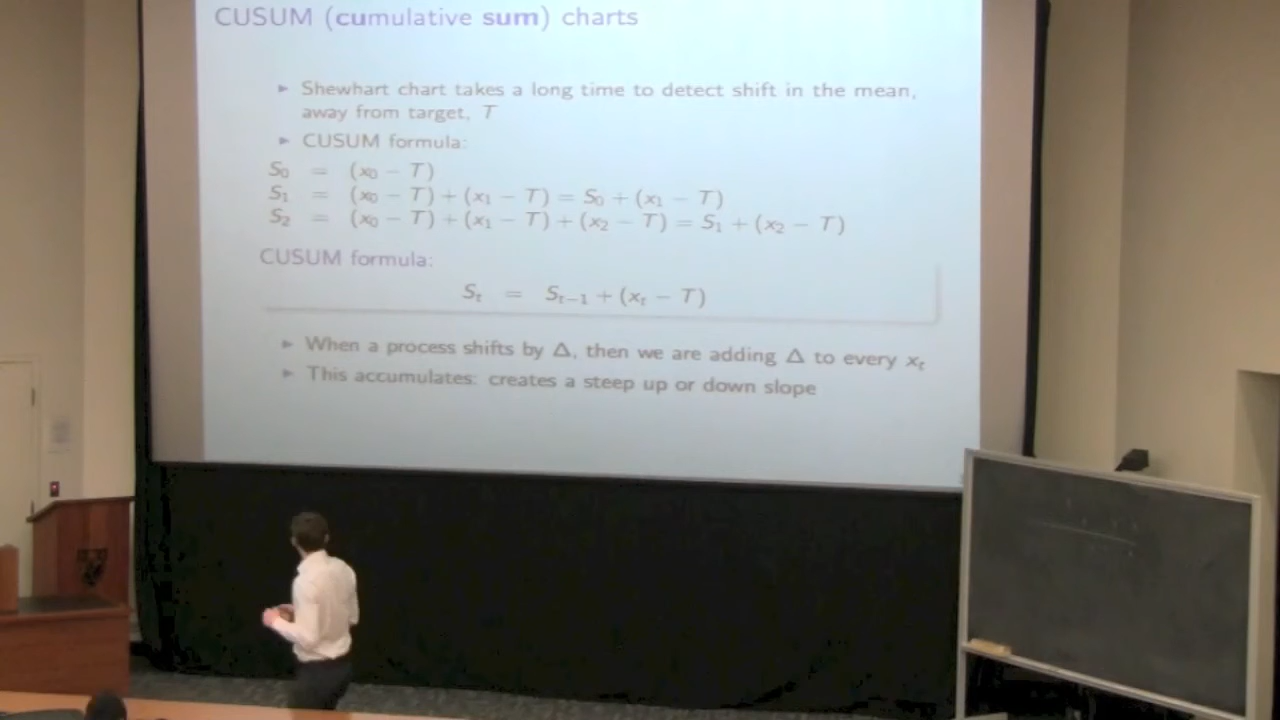 CUSUM (cumulative sum) charts
Shewhart chart takes a long time to detect shift in the mean,
away from target, T
CUSUM formula:
S₀ = (x₀ − T)
S₁ = (x₀ − T) + (x₁ − T) = S₀ + (x₁ − T)
S₂ = (x₀ − T) + (x₁ − T) + (x₂ − T) = S₁ + (x₂ − T)
CUSUM formula:
Sₜ = Sₜ₋₁ + (xₜ − T)
When a process shifts by Δ, then we are adding Δ to every xₜ
This accumulates: creates a steep up or down slope